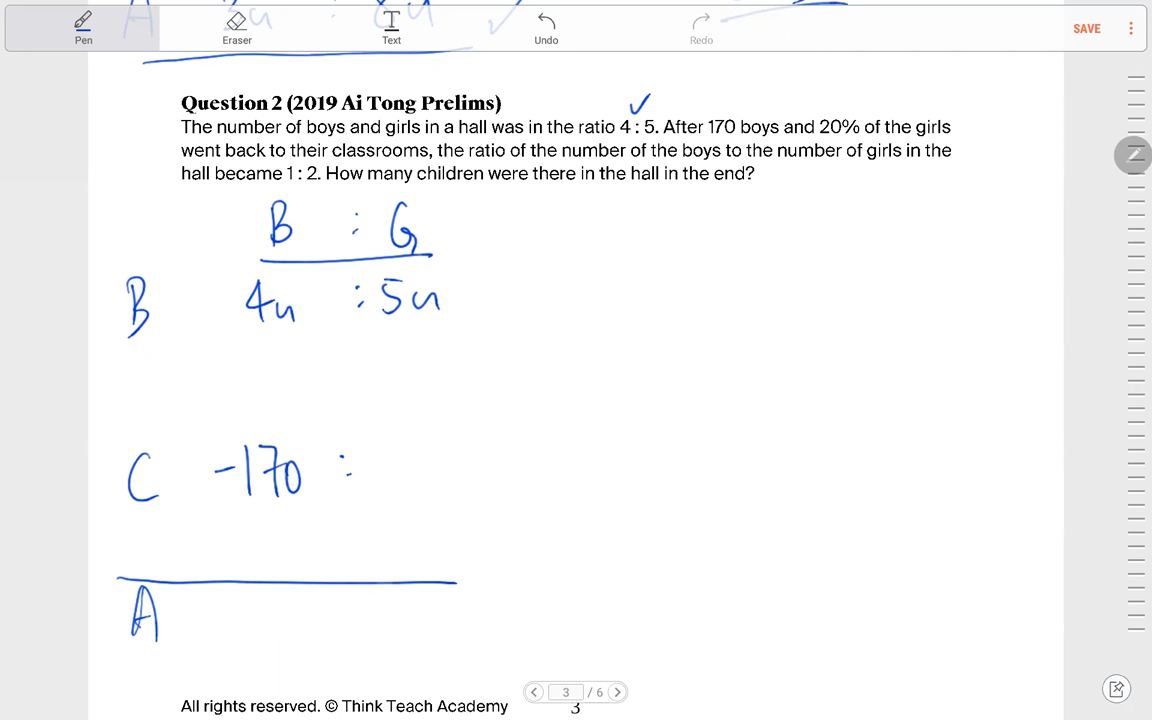 A 3u : 8u ✓
Pen
Eraser
Text
Undo
Redo
SAVE
Question 2 (2019 Ai Tong Prelims)
The number of boys and girls in a hall was in the ratio 4 : 5. After 170 boys and 20% of the girls
went back to their classrooms, the ratio of the number of the boys to the number of girls in the
hall became 1 : 2. How many children were there in the hall in the end?
B : G
B 4u : 5u
C -170 :
A
3 / 6
All rights reserved. © Think Teach Academy 3